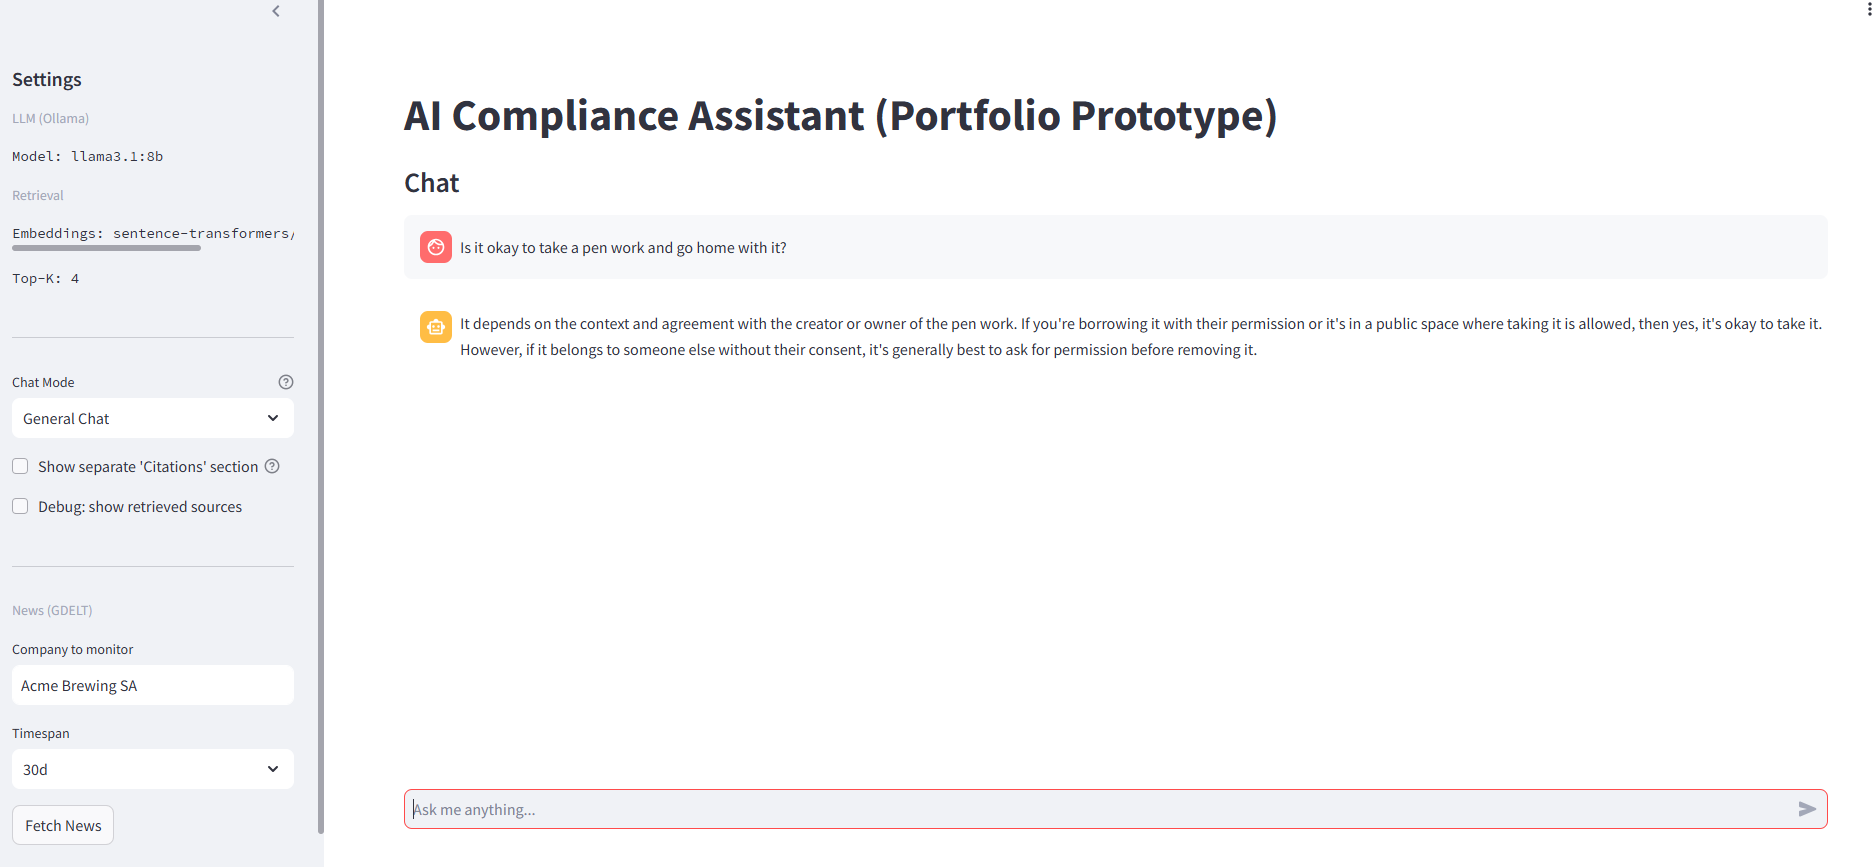 Settings
LLM (Ollama)
Model: llama3.1:8b
Retrieval
Embeddings: sentence-transformers/
Top-K: 4
Chat Mode
General Chat
Show separate 'Citations' section
Debug: show retrieved sources
News (GDELT)
Company to monitor
Acme Brewing SA
Timespan
30d
Fetch News
AI Compliance Assistant (Portfolio Prototype)
Chat
Is it okay to take a pen work and go home with it?
It depends on the context and agreement with the creator or owner of the pen work. If you're borrowing it with their permission or it's in a public space where taking it is allowed, then yes, it's okay to take it.
However, if it belongs to someone else without their consent, it's generally best to ask for permission before removing it.
Ask me anything...